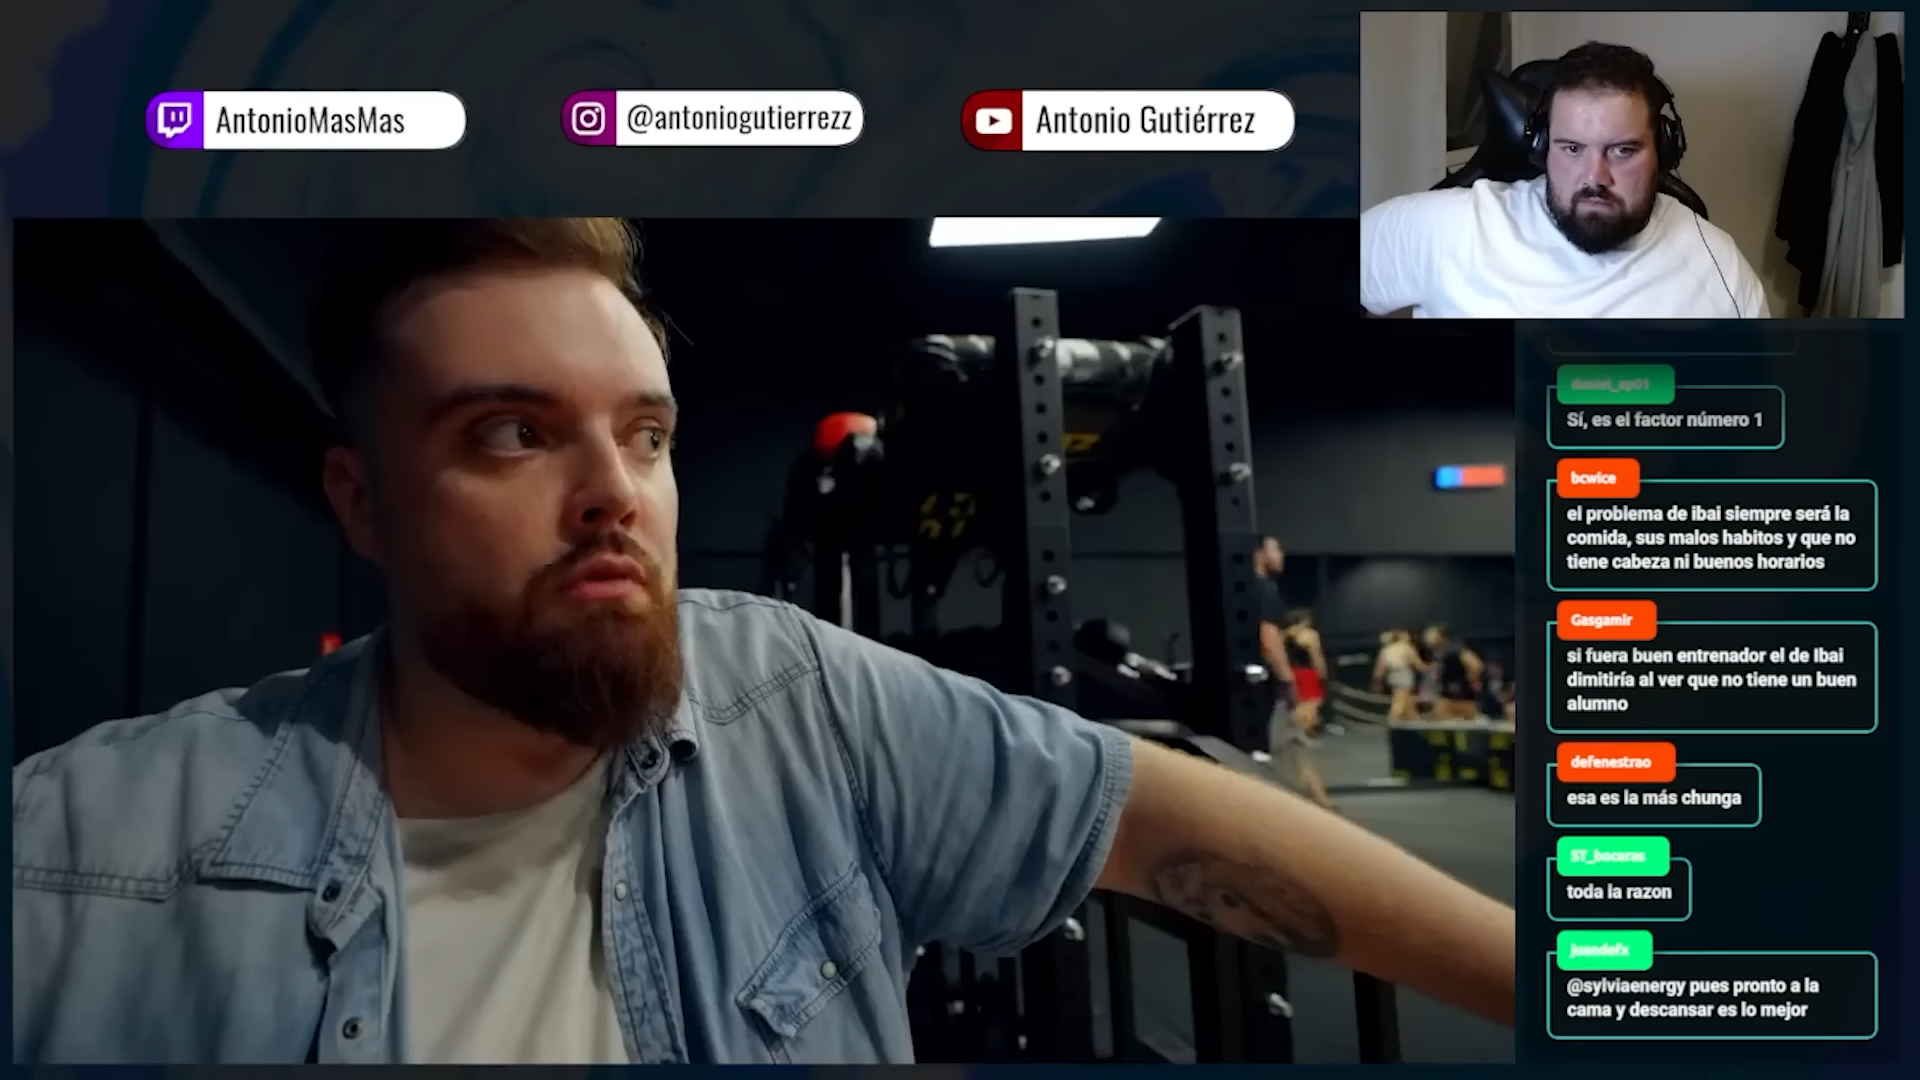 AntonioMasMas
@antoniogutierrezz
Antonio Gutiérrez
daniel_ap01
Sí, es el factor número 1
bcwice
el problema de ibai siempre será la
comida, sus malos habitos y que no
tiene cabeza ni buenos horarios
Gasgamir
si fuera buen entrenador el de Ibai
dimitiría al ver que no tiene un buen
alumno
defenestrao
esa es la más chunga
ST_boceras
toda la razon
juandefx
@sylviaenergy pues pronto a la
cama y descansar es lo mejor